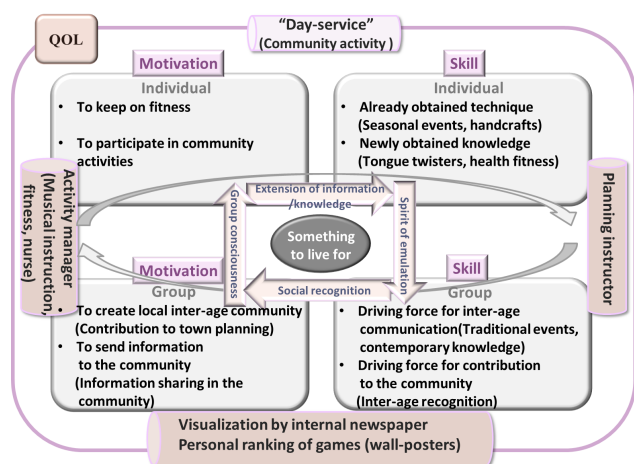 QOL
"Day-service"
(Community activity )
Motivation
Individual
• To keep on fitness
• To participate in community
activities
Skill
Individual
• Already obtained technique
(Seasonal events, handcrafts)
• Newly obtained knowledge
(Tongue twisters, health fitness)
Activity manager
(Musical instruction,
fitness, nurse)
Extension of information
/knowledge
Group consciousness
Something
to live for
Spirit of emulation
Social recognition
Planning instructor
Motivation
Group
• To create local inter-age community
(Contribution to town planning)
• To send information
to the community
(Information sharing in the
community)
Skill
Group
• Driving force for inter-age
communication(Traditional events,
contemporary knowledge)
• Driving force for contribution
to the community
(Inter-age recognition)
Visualization by internal newspaper
Personal ranking of games (wall-posters)